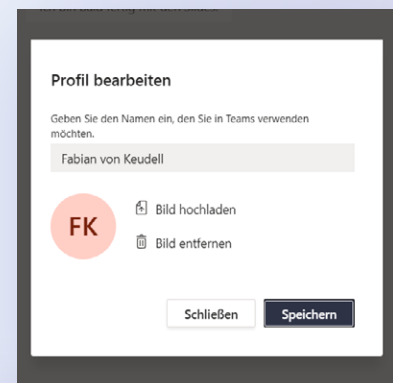 Profil bearbeiten
Geben Sie den Namen ein, den Sie in Teams verwenden
möchten.
Fabian von Keudell
FK
Bild hochladen
Bild entfernen
Schließen
Speichern